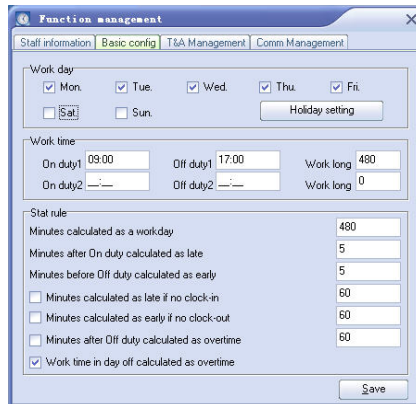 Function management
Staff information Basic config T&A Management Comm Management
Work day
Mon. Tue. Wed. Thu. Fri.
Sat. Sun. Holiday setting
Work time
On duty1 09:00 Off duty1 17:00 Work long 480
On duty2 __:__ Off duty2 __:__ Work long 0
Stat rule
Minutes calculated as a workday 480
Minutes after On duty calculated as late 5
Minutes before Off duty calculated as early 5
Minutes calculated as late if no clock-in 60
Minutes calculated as early if no clock-out 60
Minutes after Off duty calculated as overtime 60
Work time in day off calculated as overtime
Save